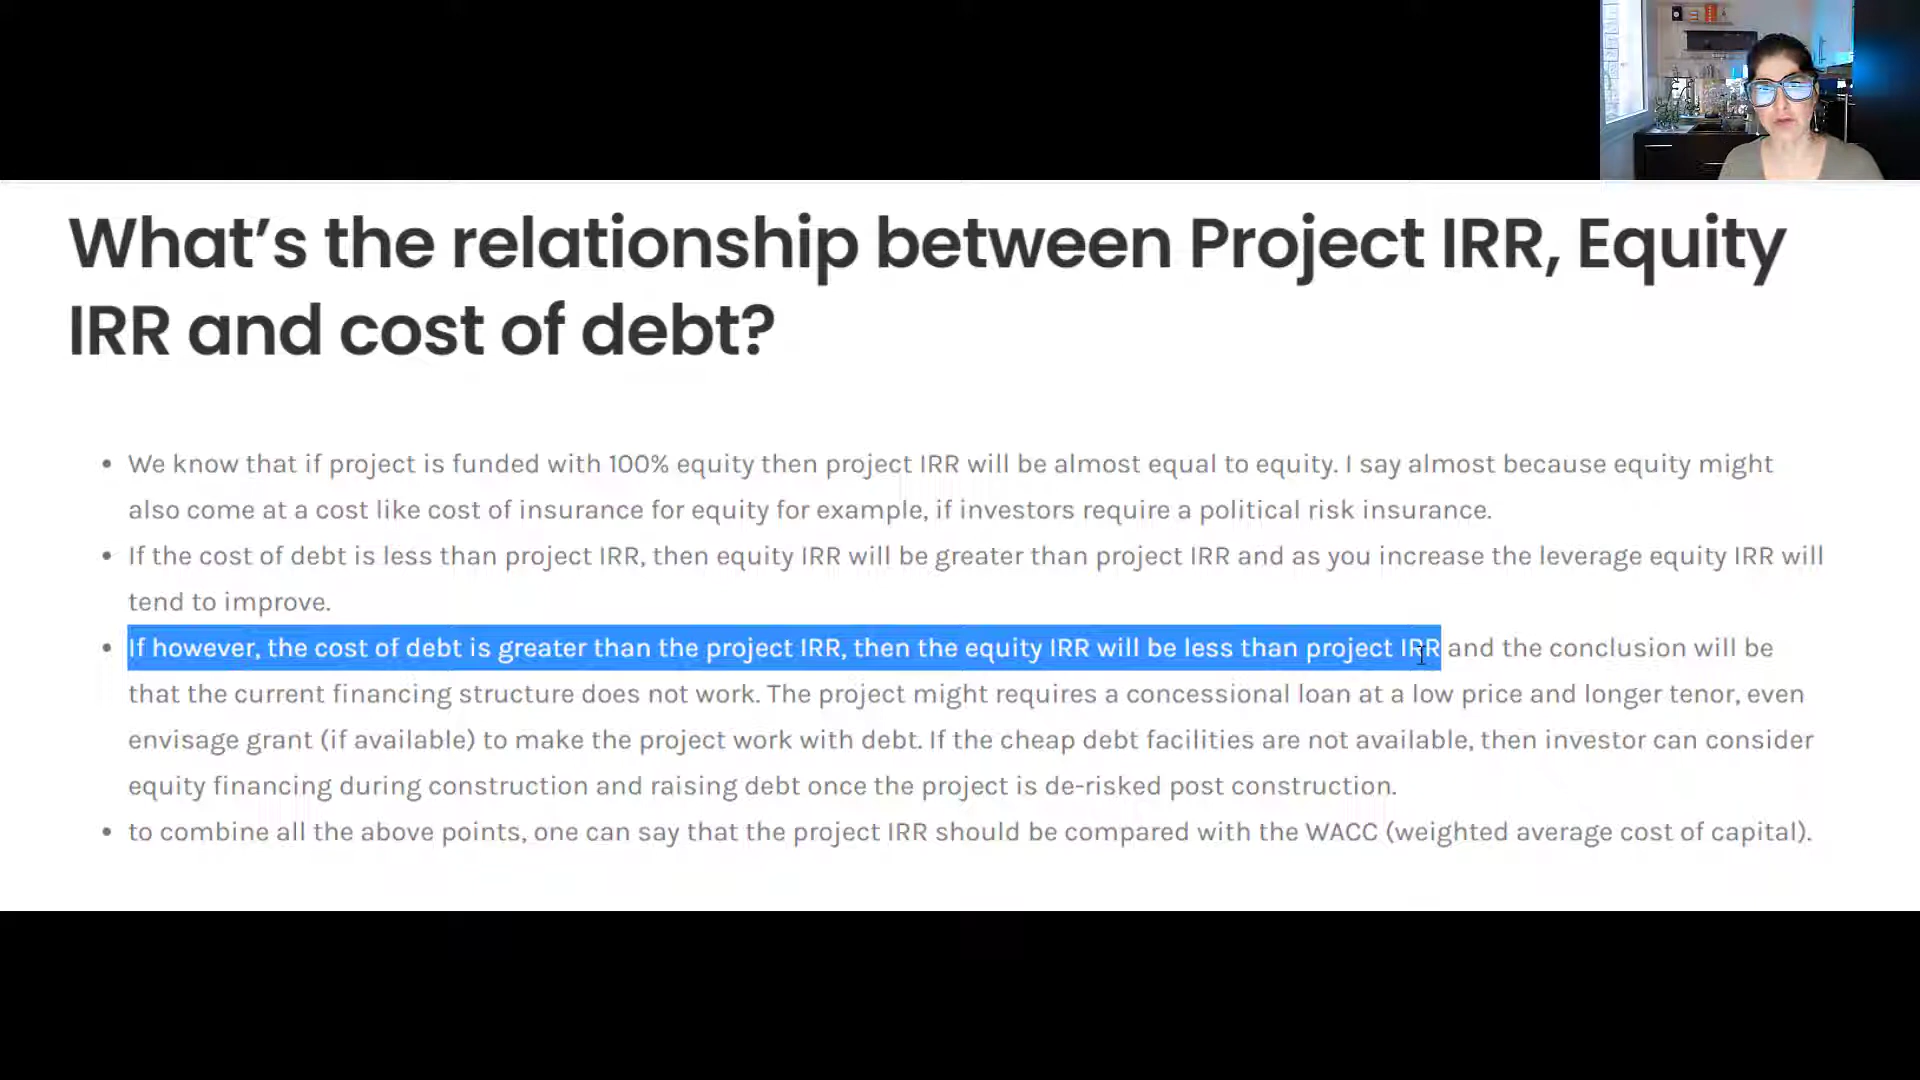 What’s the relationship between Project IRR, Equity
IRR and cost of debt?
• We know that if project is funded with 100% equity then project IRR will be almost equal to equity. I say almost because equity might
also come at a cost like cost of insurance for equity for example, if investors require a political risk insurance.
• If the cost of debt is less than project IRR, then equity IRR will be greater than project IRR and as you increase the leverage equity IRR will
tend to improve.
• If however, the cost of debt is greater than the project IRR, then the equity IRR will be less than project IRR and the conclusion will be
that the current financing structure does not work. The project might requires a concessional loan at a low price and longer tenor, even
envisage grant (if available) to make the project work with debt. If the cheap debt facilities are not available, then investor can consider
equity financing during construction and raising debt once the project is de-risked post construction.
• to combine all the above points, one can say that the project IRR should be compared with the WACC (weighted average cost of capital).